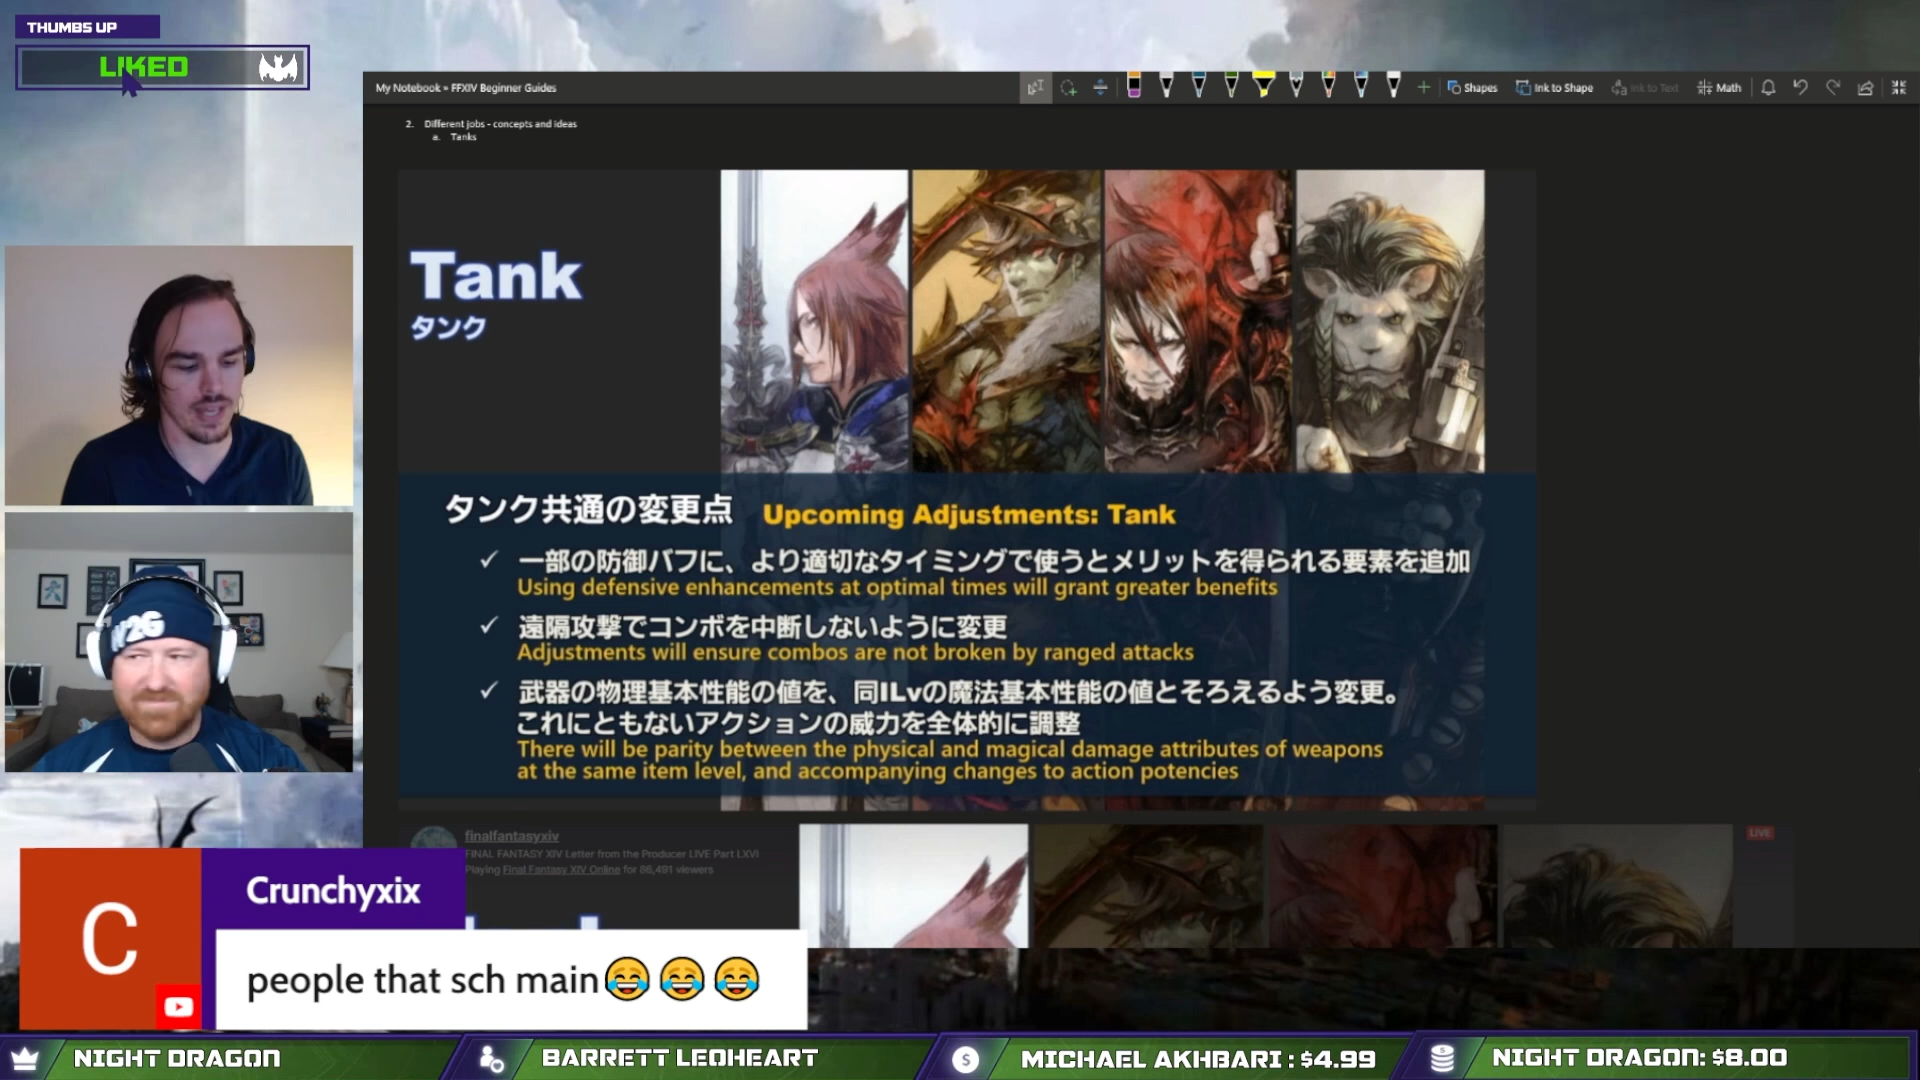 THUMBS UP
LIKED
My Notebook » FFXIV Beginner Guides
Shapes
Ink to Shape
Ink to Text
Math
2. Different jobs - concepts and ideas
a. Tanks
Tank
タンク
タンク共通の変更点 Upcoming Adjustments: Tank
✓ 一部の防御バフに、より適切なタイミングで使うとメリットを得られる要素を追加
Using defensive enhancements at optimal times will grant greater benefits
✓ 遠隔攻撃でコンボを中断しないように変更
Adjustments will ensure combos are not broken by ranged attacks
✓ 武器の物理基本性能の値を、同ILvの魔法基本性能の値とそろえるよう変更。
これにともないアクションの威力を全体的に調整
There will be parity between the physical and magical damage attributes of weapons
at the same item level, and accompanying changes to action potencies
W2G
finalfantasyxiv
FINAL FANTASY XIV Letter from the Producer LIVE Part LXVI
Playing Final Fantasy XIV Online for 86,491 viewers
LIVE
C
Crunchyxix
people that sch main😂😂😂
NIGHT DRAGON
BARRETT LEOHEART
MICHAEL AKHBARI : $4.99
NIGHT DRAGON: $8.00